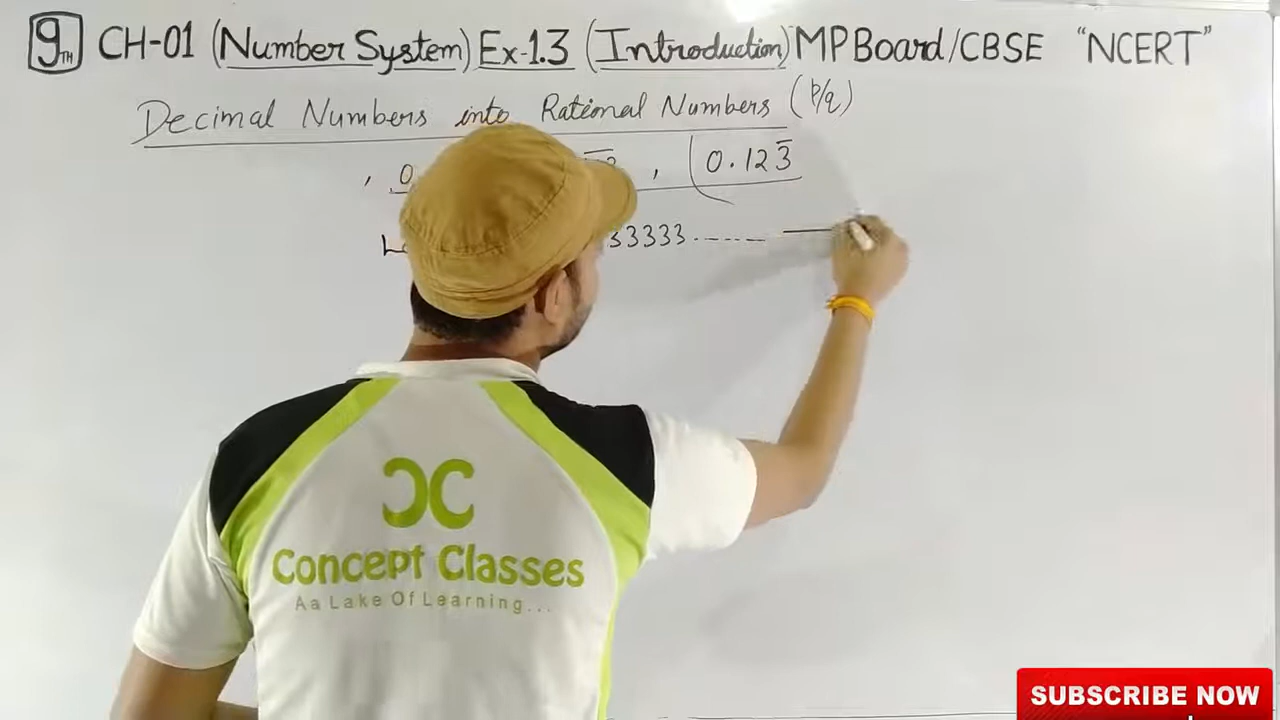 9TH CH-01 (Number System) Ex-1.3 (Introduction) MPBoard/CBSE "NCERT"
Decimal Numbers into Rational Numbers (p/q)
, 0 , 0.123̅
33333.------
ƆC
Concept Classes
Aa Lake Of Learning...
SUBSCRIBE NOW